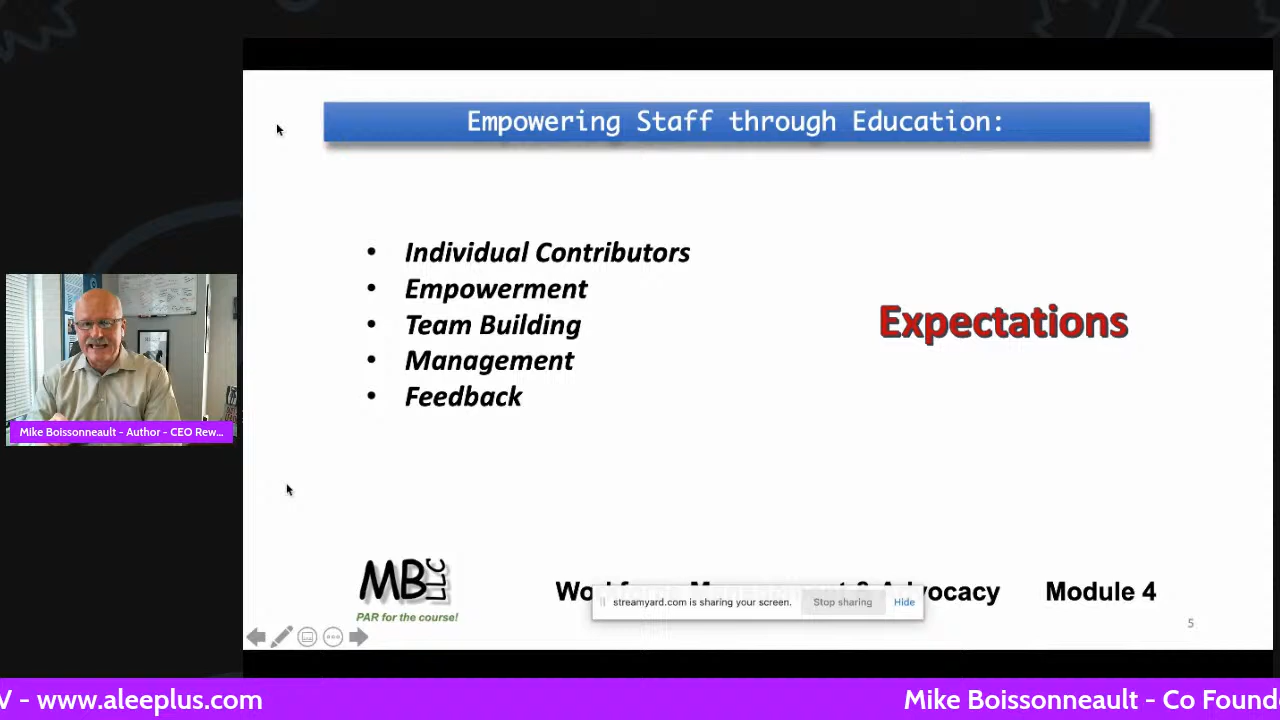 Empowering Staff through Education:
• Individual Contributors
• Empowerment
• Team Building
• Management
• Feedback
Expectations
Mike Boissonneault - Author - CEO Rew...
MB LLC
PAR for the course!
& Advocacy Module 4
streamyard.com is sharing your screen. Stop sharing Hide
5
V - www.aleeplus.com Mike Boissonneault - Co Found